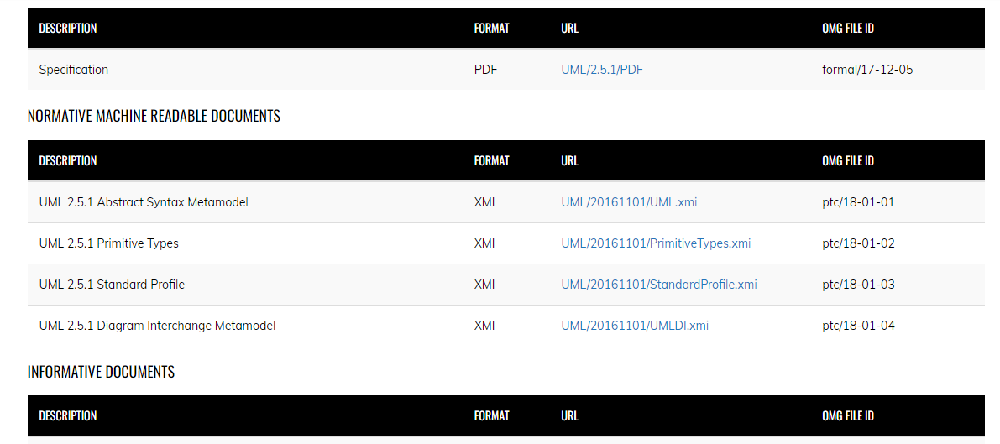 DESCRIPTION FORMAT URL OMG FILE ID
Specification PDF UML/2.5.1/PDF formal/17-12-05
NORMATIVE MACHINE READABLE DOCUMENTS
DESCRIPTION FORMAT URL OMG FILE ID
UML 2.5.1 Abstract Syntax Metamodel XMI UML/20161101/UML.xmi ptc/18-01-01
UML 2.5.1 Primitive Types XMI UML/20161101/PrimitiveTypes.xmi ptc/18-01-02
UML 2.5.1 Standard Profile XMI UML/20161101/StandardProfile.xmi ptc/18-01-03
UML 2.5.1 Diagram Interchange Metamodel XMI UML/20161101/UMLDI.xmi ptc/18-01-04
INFORMATIVE DOCUMENTS
DESCRIPTION FORMAT URL OMG FILE ID